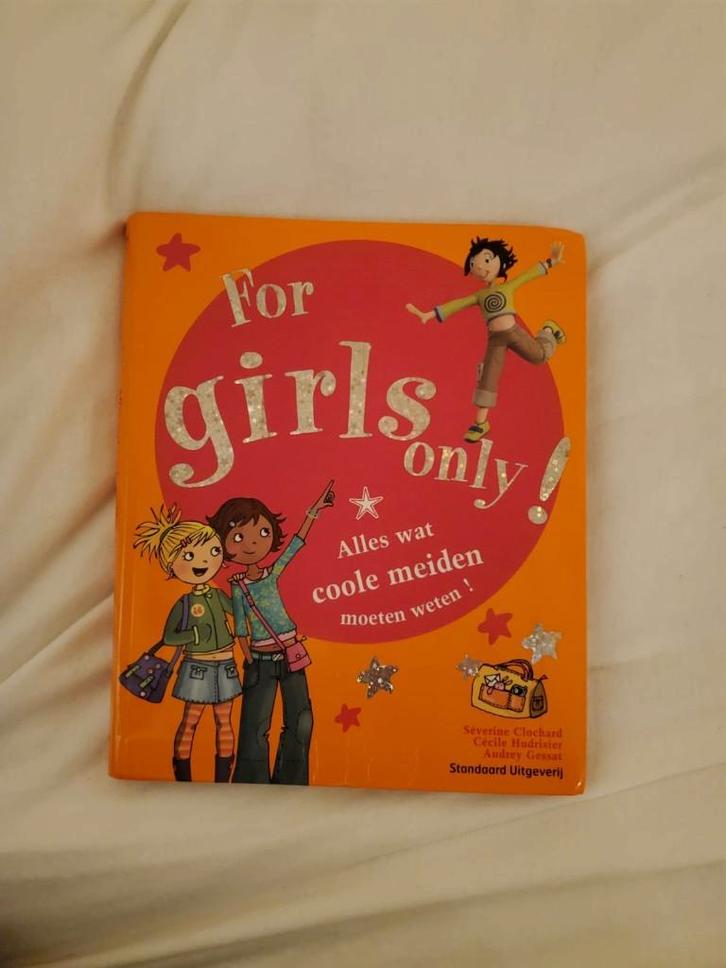 For
girls
only!
Alles wat
coole meiden
moeten weten !
Séverine Clochard
Cécile Hudrisier
Audrey Gessat
Standaard Uitgeverij